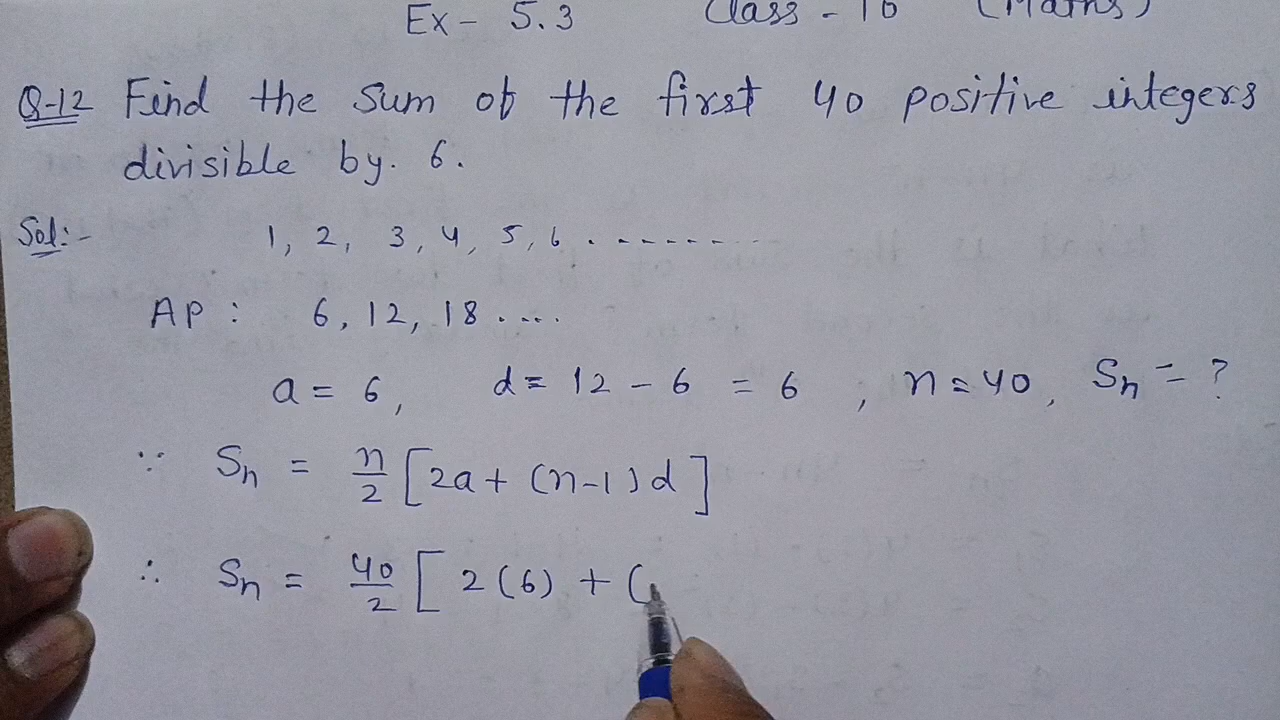 Ex- 5.3 Class - 10 (Maths)
Q-12 Find the sum of the first 40 positive integers
divisible by. 6.
Sol:- 1, 2, 3, 4, 5, 6 . - - - - - - -
AP : 6, 12, 18 ....
a = 6, d = 12 - 6 = 6 , n = 40, Sn = ?
∵ Sn = n/2 [2a + (n-1)d]
∴ Sn = 40/2 [ 2(6) + (